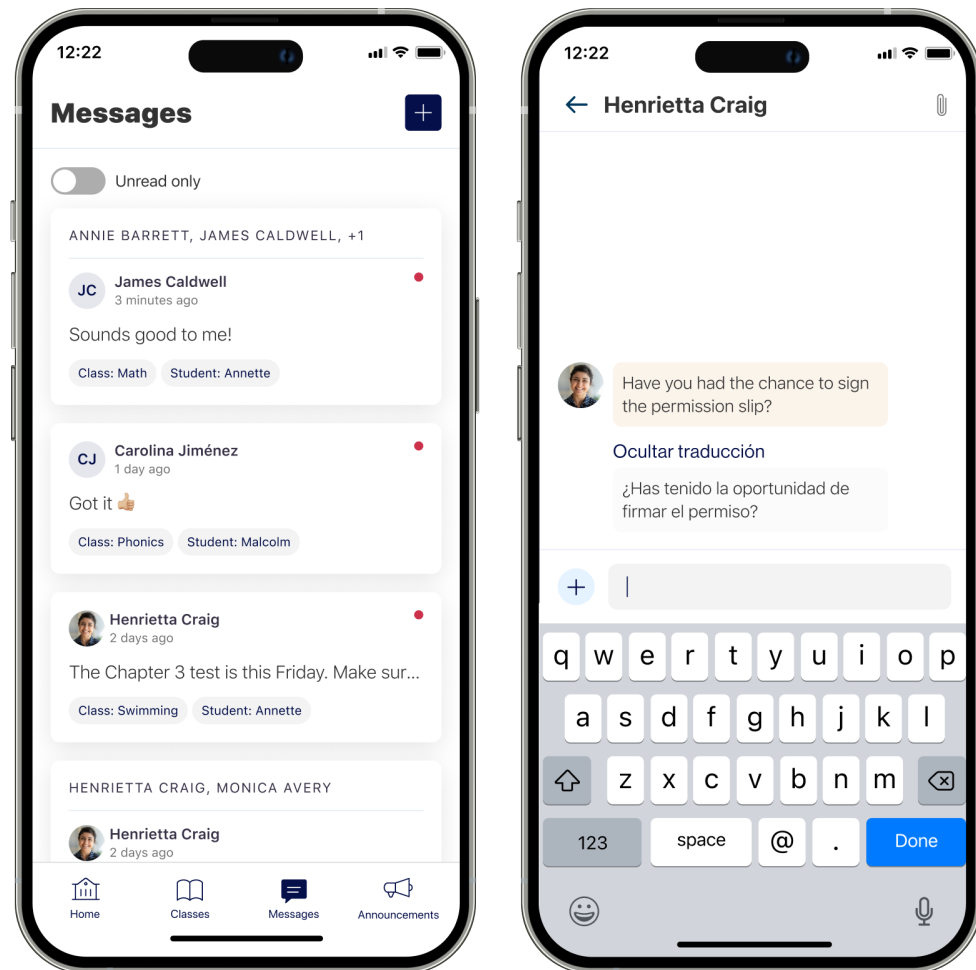 12:22
Messages
Unread only
ANNIE BARRETT, JAMES CALDWELL, +1
JC
James Caldwell
3 minutes ago
Sounds good to me!
Class: Math Student: Annette
CJ
Carolina Jiménez
1 day ago
Got it 👍🏼
Class: Phonics Student: Malcolm
Henrietta Craig
2 days ago
The Chapter 3 test is this Friday. Make sur...
Class: Swimming Student: Annette
HENRIETTA CRAIG, MONICA AVERY
Henrietta Craig
2 days ago
Home Classes Messages Announcements
12:22
Henrietta Craig
Have you had the chance to sign
the permission slip?
Ocultar traducción
¿Has tenido la oportunidad de
firmar el permiso?
q w e r t y u i o p
a s d f g h j k l
z x c v b n m
123 space @ . Done